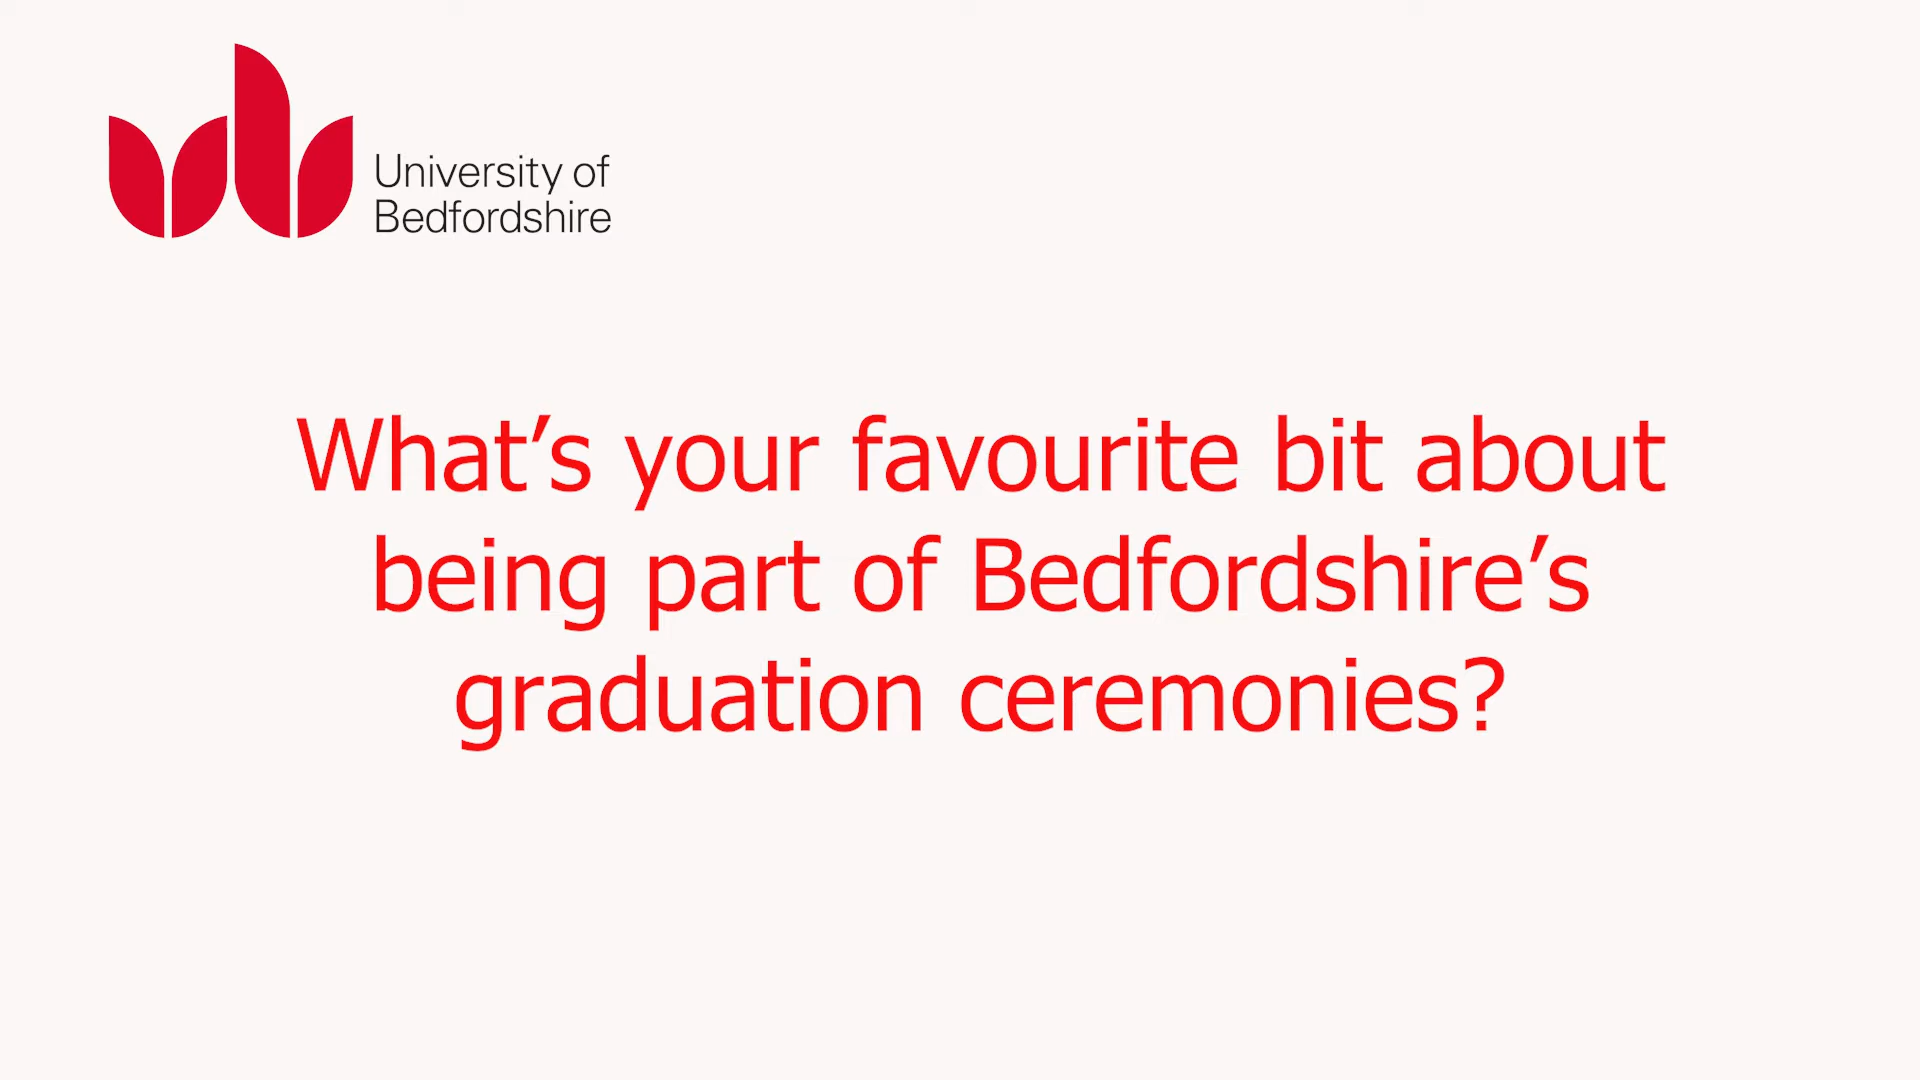 University of
Bedfordshire
What’s your favourite bit about
being part of Bedfordshire’s
graduation ceremonies?